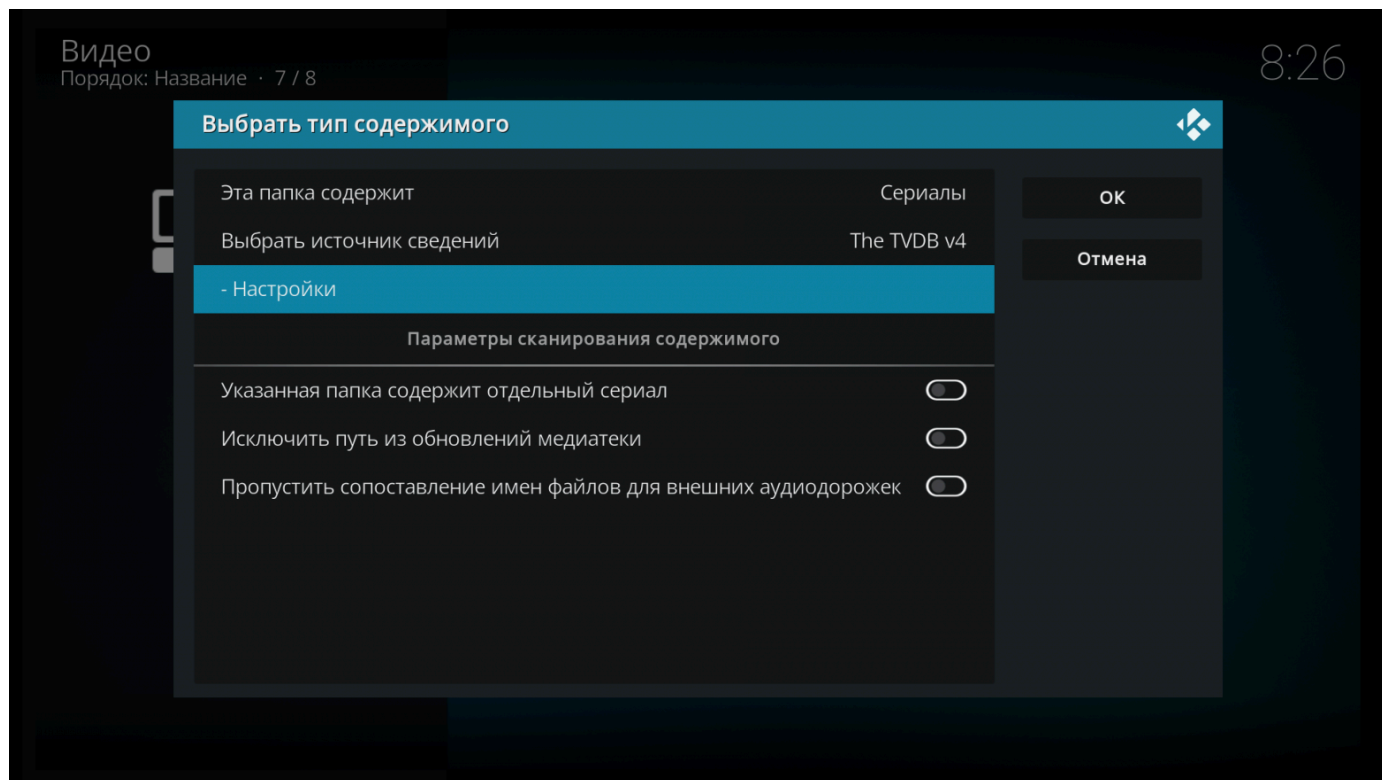 Видео
Порядок: Название · 7 / 8
8:26
Выбрать тип содержимого
Эта папка содержит Сериалы
Выбрать источник сведений The TVDB v4
- Настройки
Параметры сканирования содержимого
Указанная папка содержит отдельный сериал
Исключить путь из обновлений медиатеки
Пропустить сопоставление имен файлов для внешних аудиодорожек
ОК
Отмена